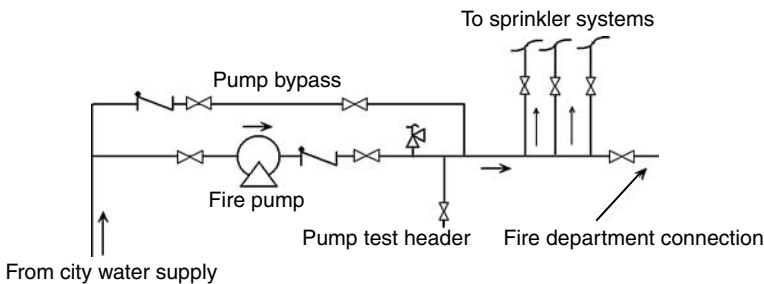 To sprinkler systems
Pump bypass
Fire pump
Pump test header
Fire department connection
From city water supply